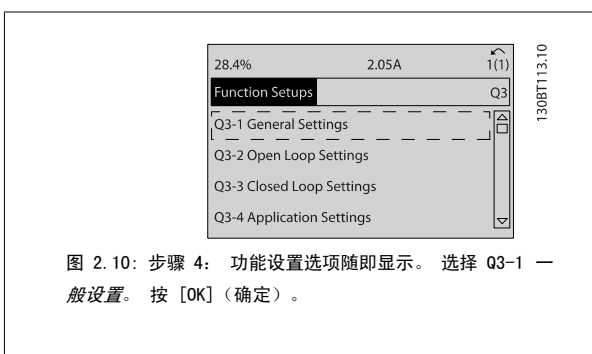 28.4% 2.05A 1(1)
Function Setups Q3
Q3-1 General Settings
Q3-2 Open Loop Settings
Q3-3 Closed Loop Settings
Q3-4 Application Settings
130BT113.10
图 2.10: 步骤 4： 功能设置选项随即显示。 选择 Q3-1 一
般设置。 按 [OK]（确定）。